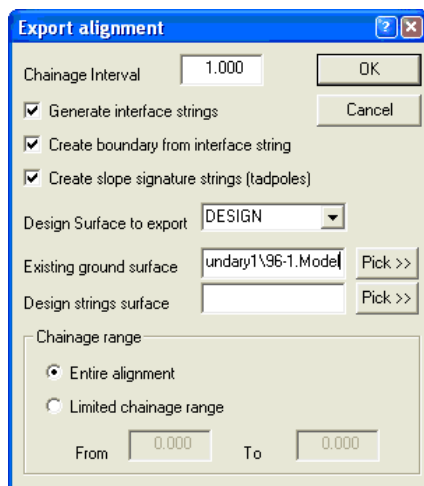 Export alignment
Chainage Interval 1.000 OK
Generate interface strings Cancel
Create boundary from interface string
Create slope signature strings (tadpoles)
Design Surface to export DESIGN
Existing ground surface undary1\96-1.Model Pick >>
Design strings surface Pick >>
Chainage range
Entire alignment
Limited chainage range
From 0.000 To 0.000